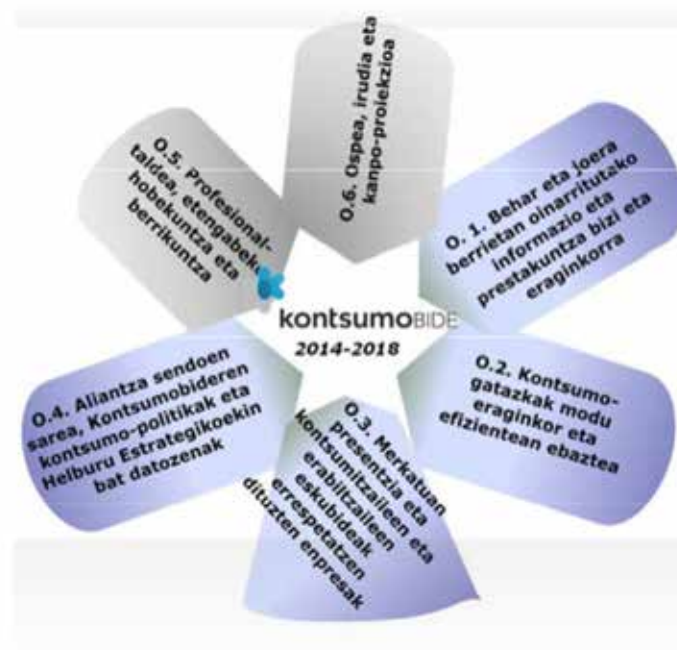 O.6. Ospea, irudia eta
kanpo-proiekzioa
O. 1. Behar eta joera
berrietan oinarritutako
informazio eta
prestakuntza bizi eta
eraginkorra
O.2. Kontsumo-
gatazkak modu
eraginkor eta
efizientean ebaztea
O.3. Merkatuan
presentzia eta
kontsumitzaileen eta
erabiltzaileen
eskubideak
errespetatzen
dituzten enpresak
O.4. Aliantza sendoen
sarea, Kontsumobideren
kontsumo-politikak eta
Helburu Estrategikoekin
bat datozenak
O.5. Profesional-
taldea, etengabeko
hobekuntza eta
berrikuntza
kontsumoBIDE
2014-2018